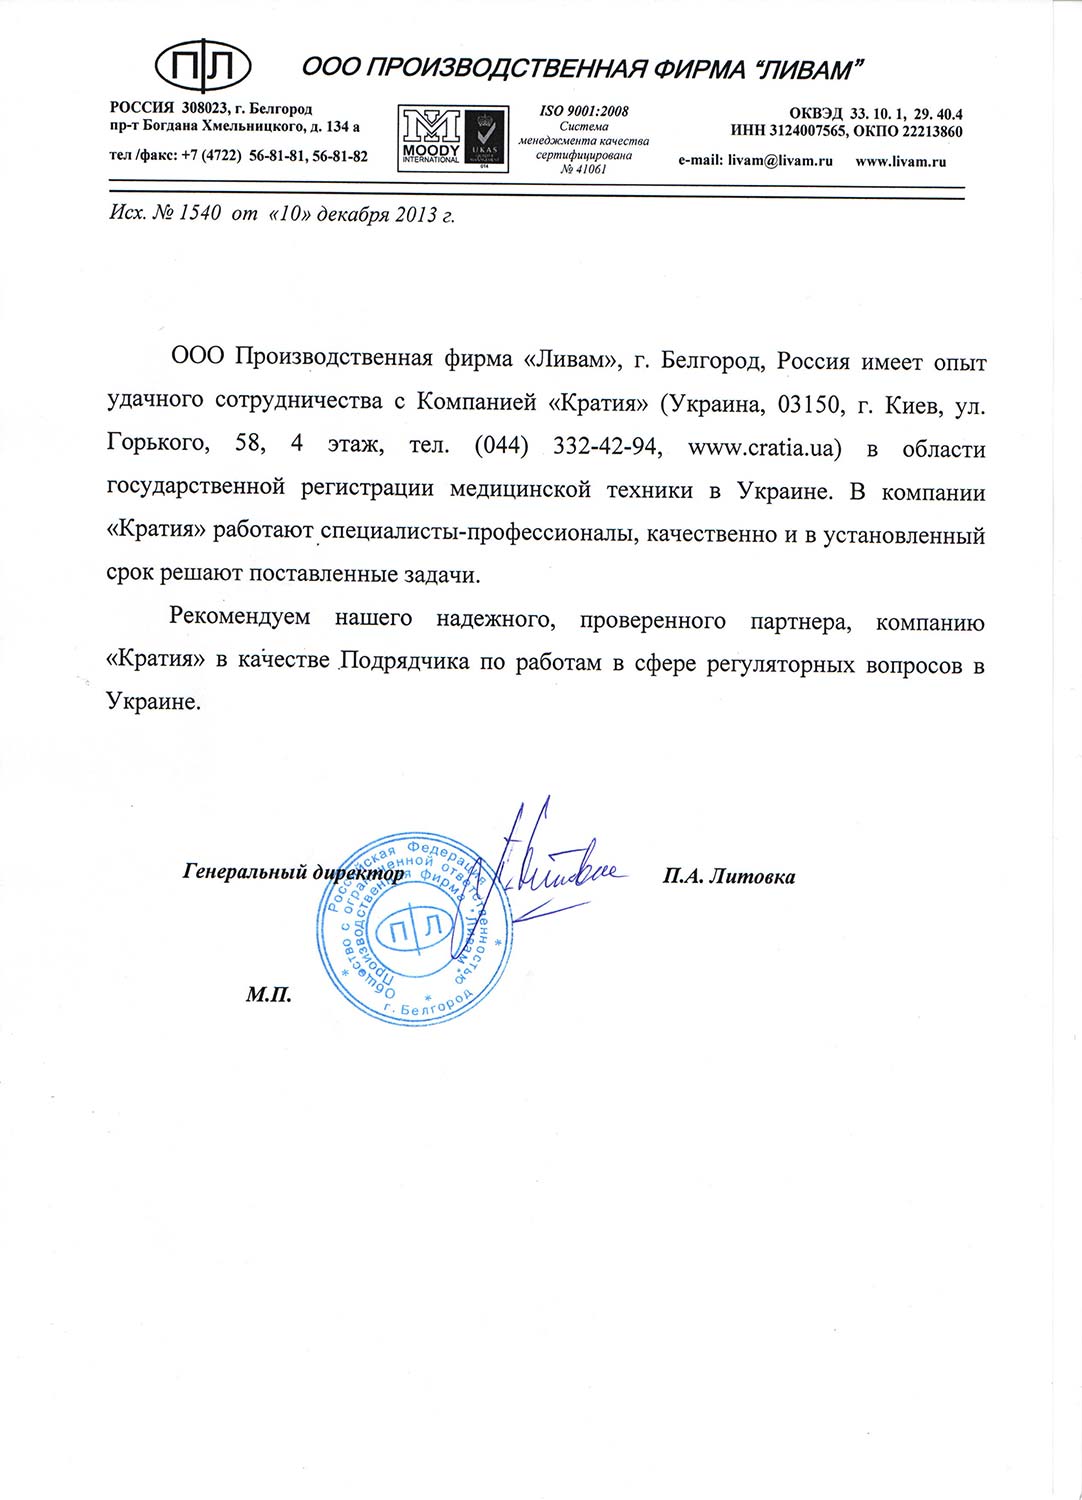 ПЛ
ООО ПРОИЗВОДСТВЕННАЯ ФИРМА “ЛИВАМ”
РОССИЯ 308023, г. Белгород
пр-т Богдана Хмельницкого, д. 134 а
тел /факс: +7 (4722) 56-81-81, 56-81-82
MOODY
INTERNATIONAL
UKAS
QUALITY
MANAGEMENT
014
ISO 9001:2008
Система
менеджмента качества
сертифицирована
№ 41061
ОКВЭД 33. 10. 1, 29. 40.4
ИНН 3124007565, ОКПО 22213860
e-mail: livam@livam.ru www.livam.ru
Исх. № 1540 от «10» декабря 2013 г.
ООО Производственная фирма «Ливам», г. Белгород, Россия имеет опыт
удачного сотрудничества с Компанией «Кратия» (Украина, 03150, г. Киев, ул.
Горького, 58, 4 этаж, тел. (044) 332-42-94, www.cratia.ua) в области
государственной регистрации медицинской техники в Украине. В компании
«Кратия» работают специалисты-профессионалы, качественно и в установленный
срок решают поставленные задачи.
Рекомендуем нашего надежного, проверенного партнера, компанию
«Кратия» в качестве Подрядчика по работам в сфере регуляторных вопросов в
Украине.
Генеральный директор
П.А. Литовка
Российская Федерация
Общество с ограниченной ответственностью
Производственная фирма "Ливам"
ПЛ
г. Белгород
М.П.